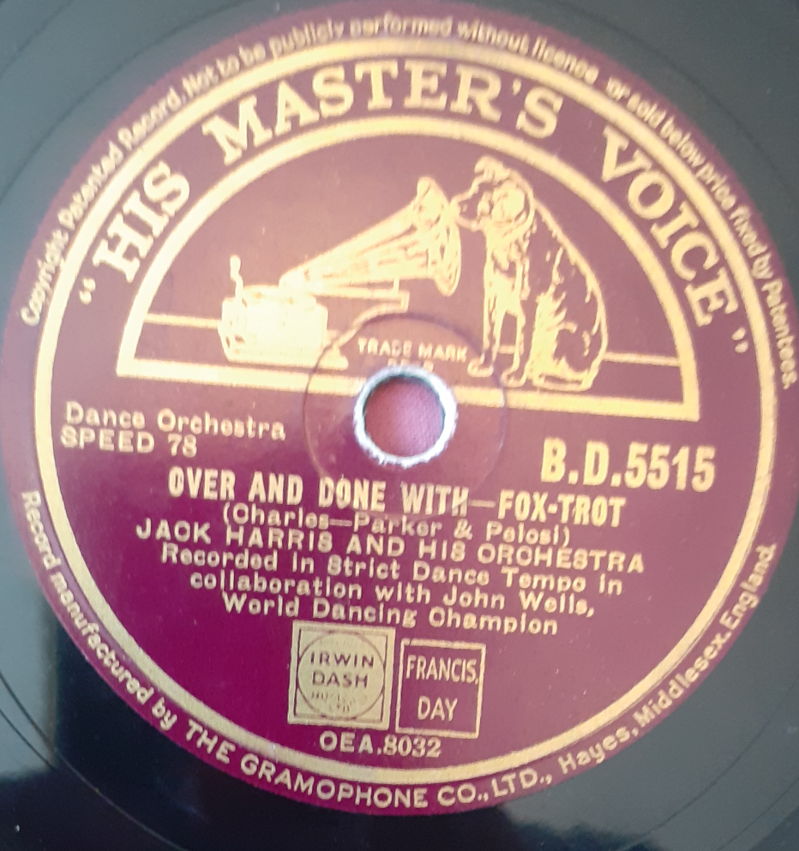 Copyright. Patented Record. Not to be publicly performed without licence or sold below price fixed by Patentees.
"HIS MASTER'S VOICE"
TRADE MARK
Dance Orchestra
SPEED 78
B.D.5515
OVER AND DONE WITH—FOX-TROT
(Charles—Parker & Pelosi)
JACK HARRIS AND HIS ORCHESTRA
Recorded in Strict Dance Tempo in
collaboration with John Wells,
World Dancing Champion
IRWIN
DASH
LTD
FRANCIS,
DAY
OEA.8032
Record manufactured by THE GRAMOPHONE CO., LTD., Hayes, Middlesex. England.